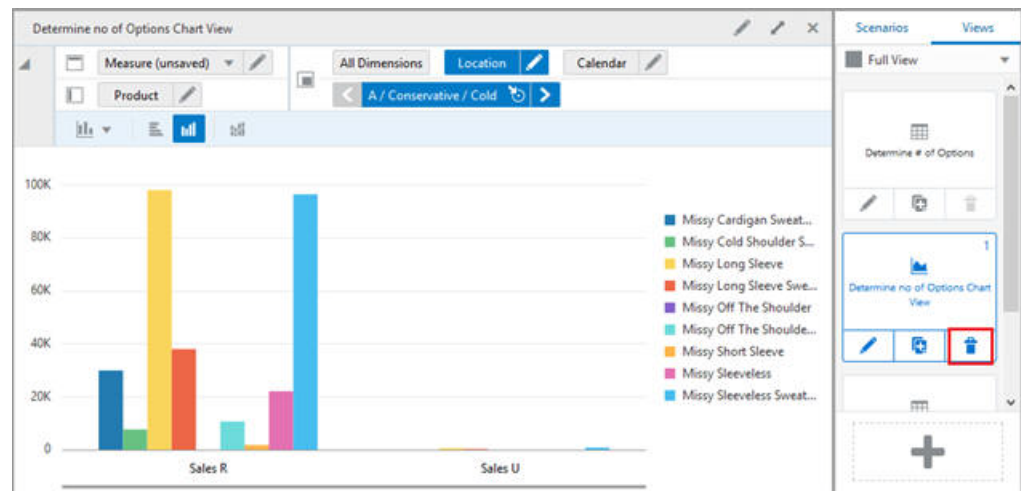 Determine no of Options Chart View
Scenarios
Views
Full View
Measure (unsaved)
All Dimensions
Location
Calendar
Product
A / Conservative / Cold
Determine # of Options
1
Determine no of Options Chart
View
100K
80K
60K
40K
20K
0
Sales R
Sales U
Missy Cardigan Sweat...
Missy Cold Shoulder S...
Missy Long Sleeve
Missy Long Sleeve Swe...
Missy Off The Shoulder
Missy Off The Shoulde...
Missy Short Sleeve
Missy Sleeveless
Missy Sleeveless Sweat...